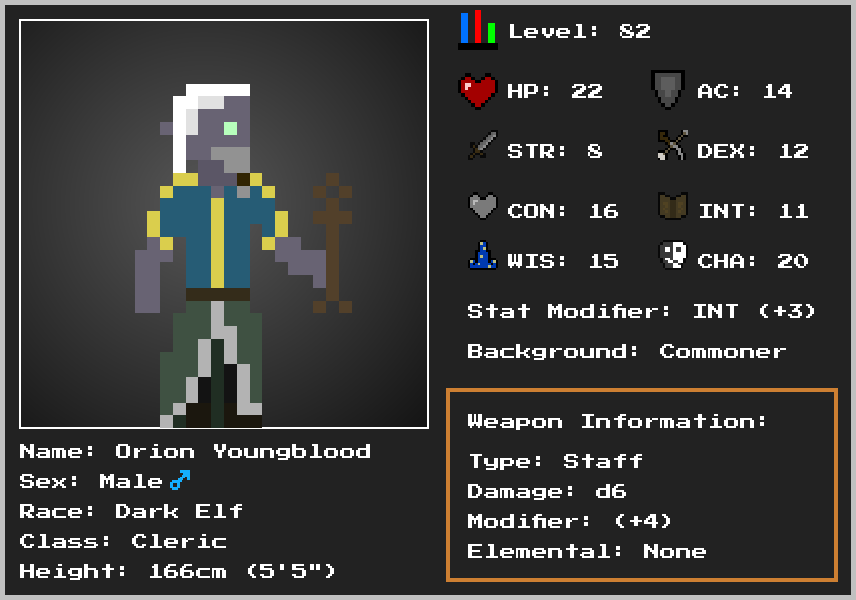 Level: 82
HP: 22 AC: 14
STR: 8 DEX: 12
CON: 16 INT: 11
WIS: 15 CHA: 20
Stat Modifier: INT (+3)
Background: Commoner
Weapon Information:
Type: Staff
Damage: d6
Modifier: (+4)
Elemental: None
Name: Orion Youngblood
Sex: Male ♂
Race: Dark Elf
Class: Cleric
Height: 166cm (5'5")